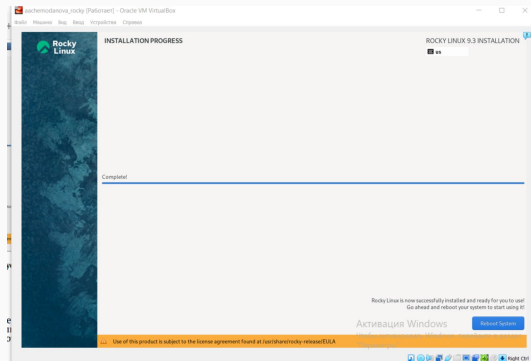 aachemodanova_rocky [Работает] - Oracle VM VirtualBox
Файл Машина Вид Ввод Устройства Справка
Rocky
Linux
INSTALLATION PROGRESS
ROCKY LINUX 9.3 INSTALLATION
us
Complete!
Rocky Linux is now successfully installed and ready for you to use!
Go ahead and reboot your system to start using it!
Активация Windows
Reboot System
Use of this product is subject to the license agreement found at /usr/share/rocky-release/EULA
Right Ctrl